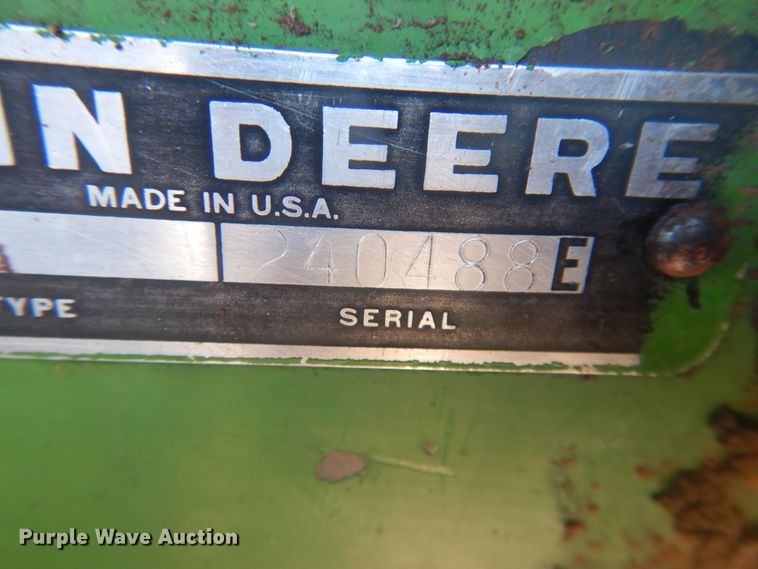 DEERE
MADE IN U.S.A.
240488E
TYPE
SERIAL
Purple Wave Auction